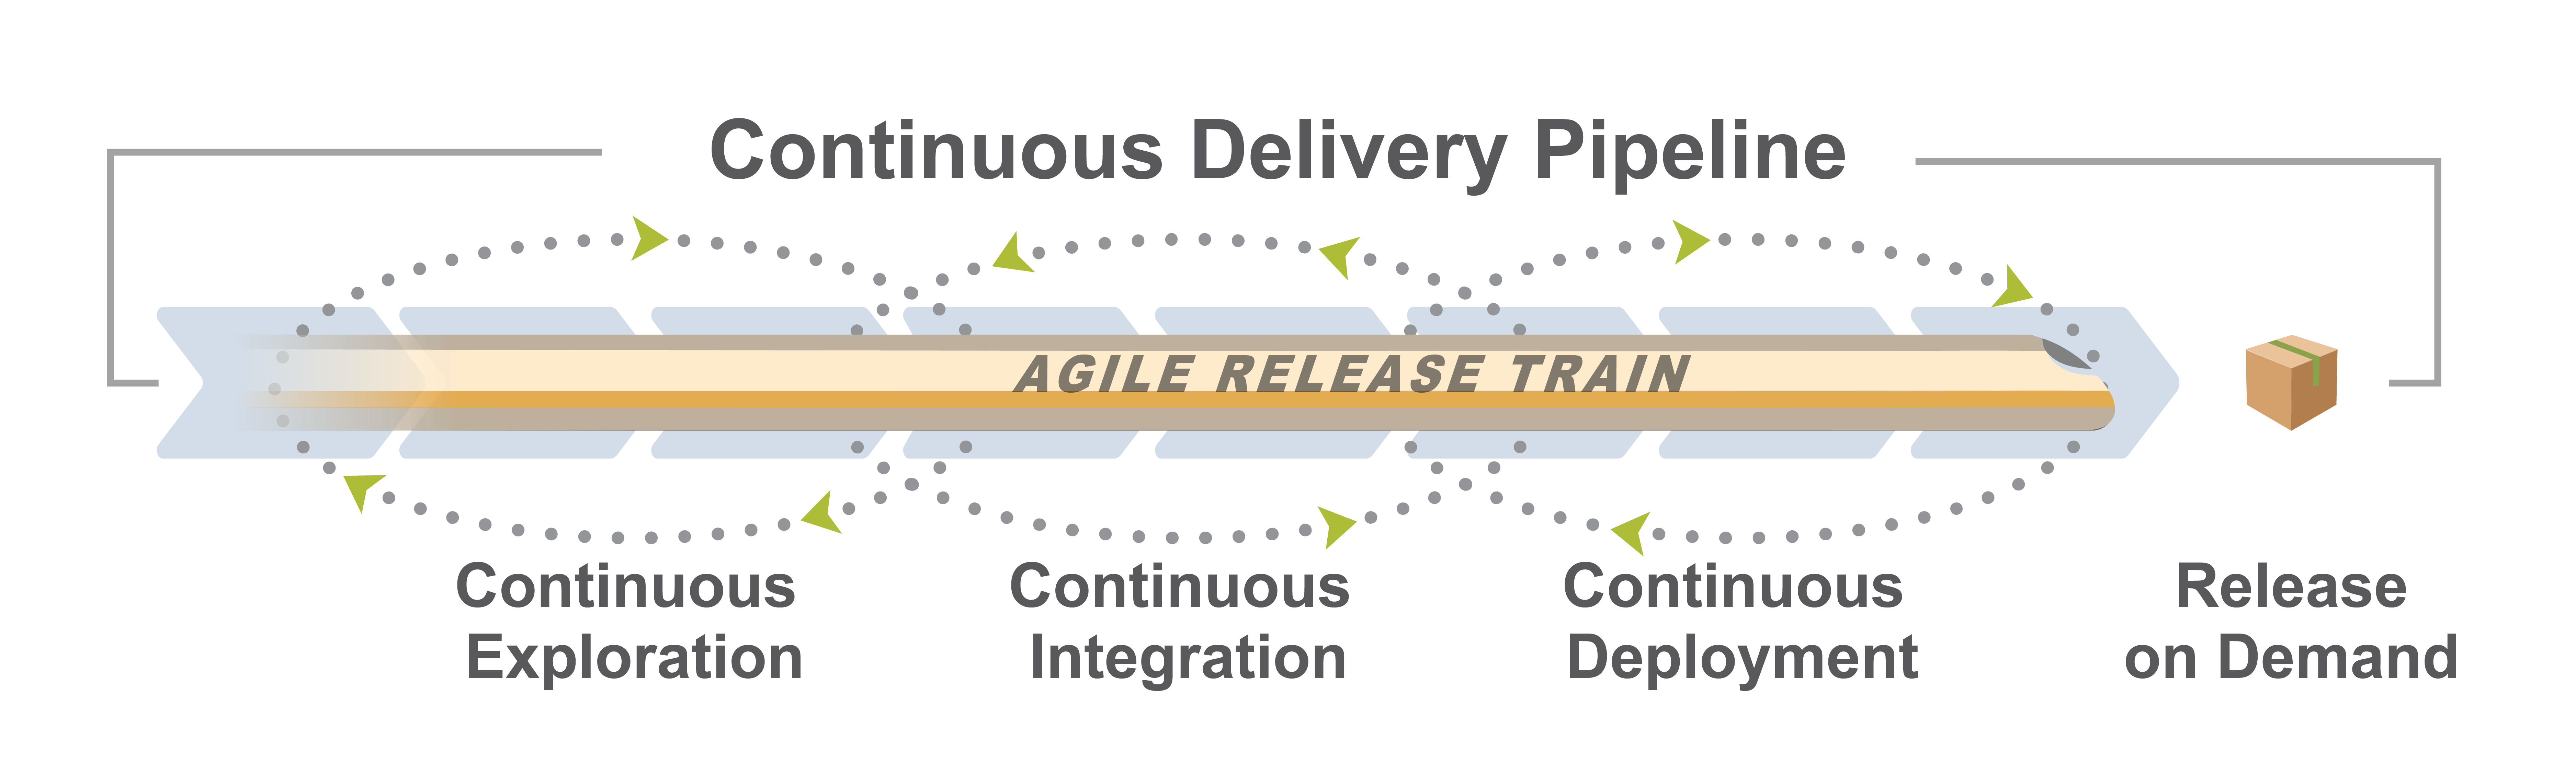 Continuous Delivery Pipeline
AGILE RELEASE TRAIN
Continuous
Exploration
Continuous
Integration
Continuous
Deployment
Release
on Demand